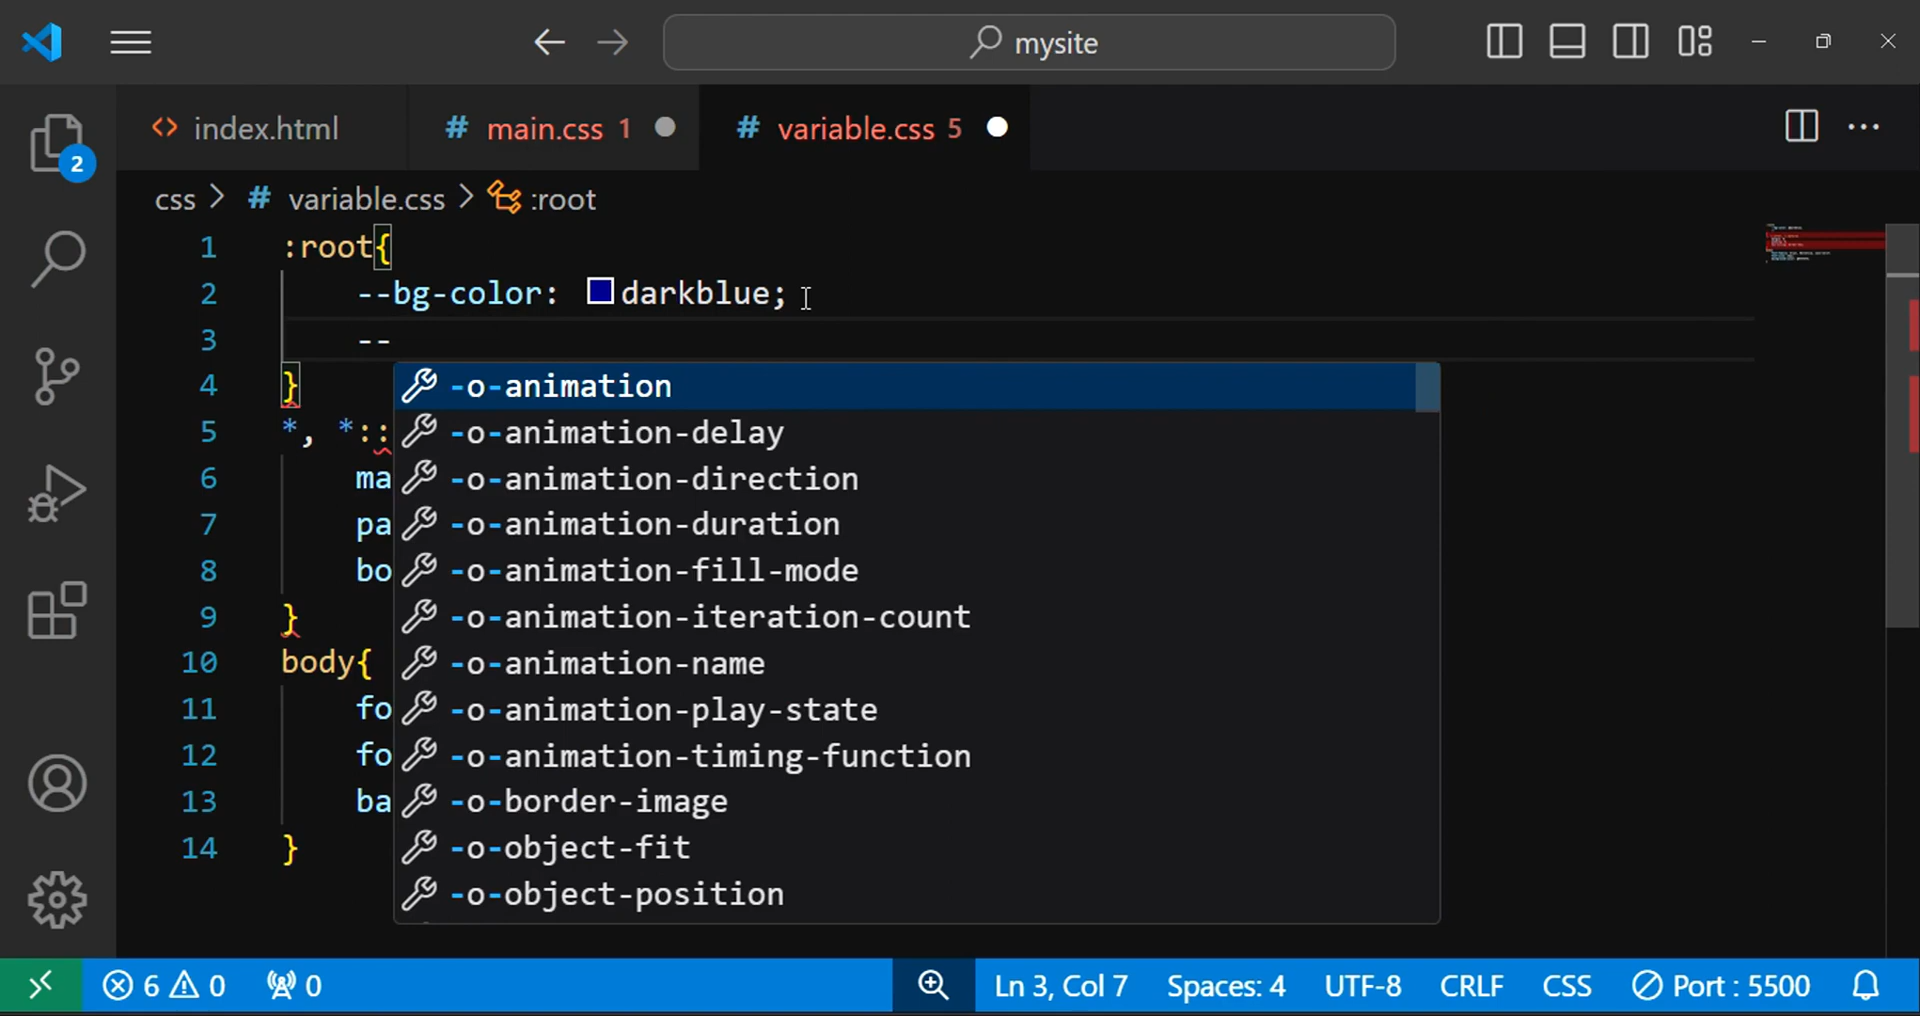 mysite
index.html
# main.css 1
# variable.css 5
css > # variable.css > :root
1 :root{
2 --bg-color: darkblue;
3 --
4 }
5 *, *::
6 ma
7 pa
8 bo
9 }
10 body{
11 fo
12 fo
13 ba
14 }
-o-animation
-o-animation-delay
-o-animation-direction
-o-animation-duration
-o-animation-fill-mode
-o-animation-iteration-count
-o-animation-name
-o-animation-play-state
-o-animation-timing-function
-o-border-image
-o-object-fit
-o-object-position
2
6 0 0 Ln 3, Col 7 Spaces: 4 UTF-8 CRLF CSS Port : 5500